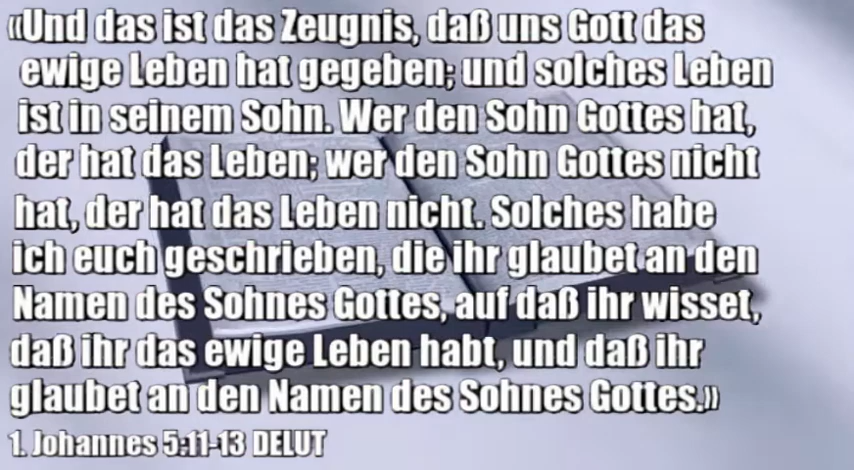 «Und das ist das Zeugnis, daß uns Gott das
ewige Leben hat gegeben; und solches Leben
ist in seinem Sohn. Wer den Sohn Gottes hat,
der hat das Leben; wer den Sohn Gottes nicht
hat, der hat das Leben nicht. Solches habe
ich euch geschrieben, die ihr glaubet an den
Namen des Sohnes Gottes, auf daß ihr wisset,
daß ihr das ewige Leben habt, und daß ihr
glaubet an den Namen des Sohnes Gottes.»
1. Johannes 5:11-13 DELUT